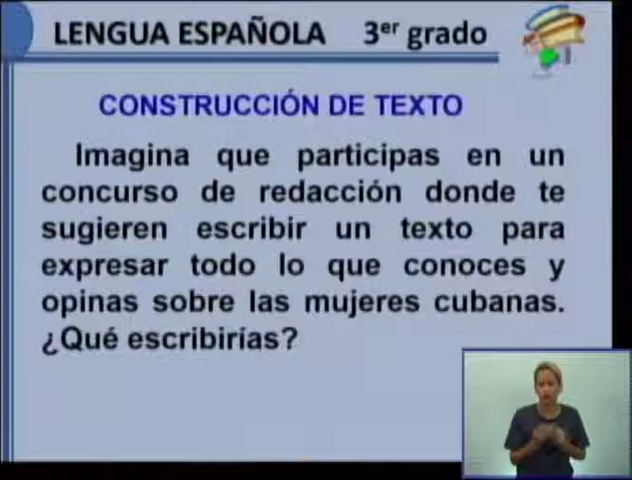 LENGUA ESPAÑOLA 3er grado
CONSTRUCCIÓN DE TEXTO
Imagina que participas en un
concurso de redacción donde te
sugieren escribir un texto para
expresar todo lo que conoces y
opinas sobre las mujeres cubanas.
¿Qué escribirías?